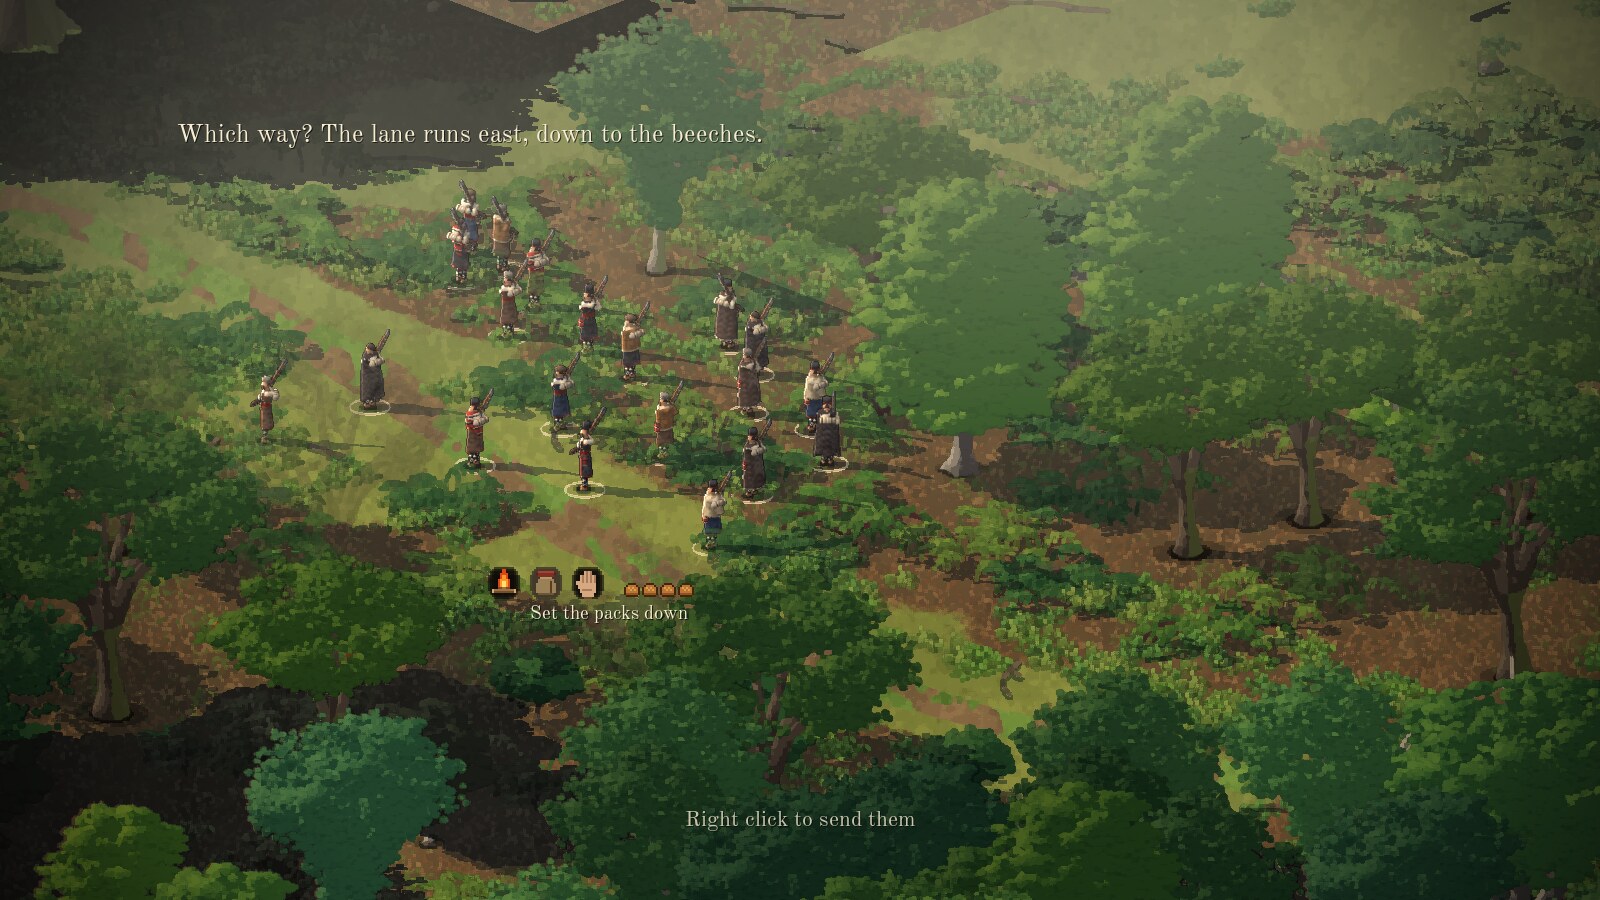 Which way? The lane runs east, down to the beeches.
Set the packs down
Right click to send them